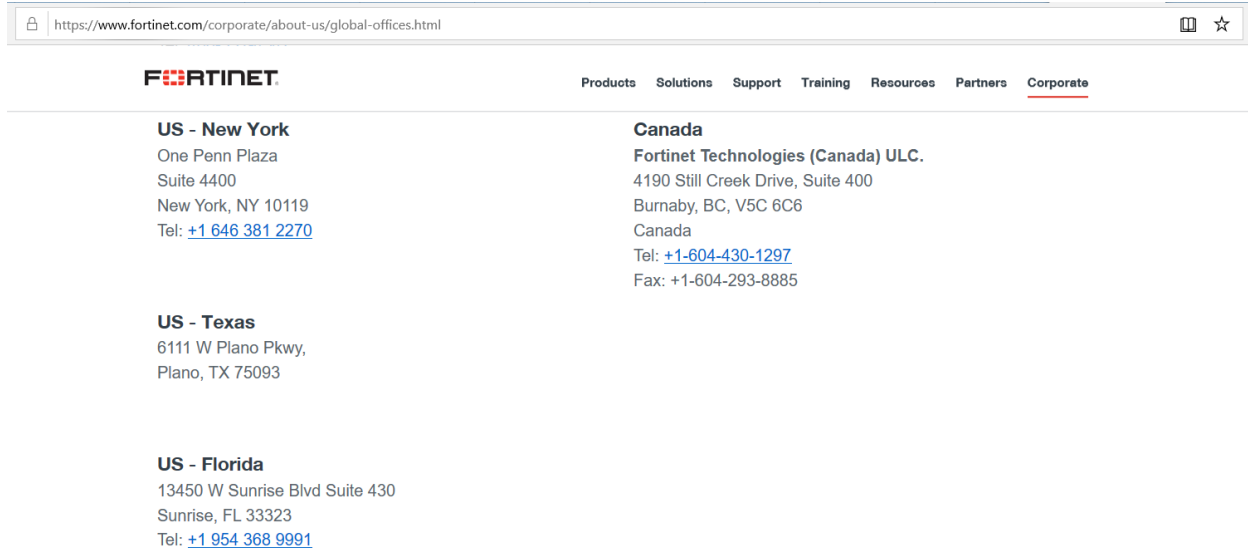 https://www.fortinet.com/corporate/about-us/global-offices.html
FORTINET
Products Solutions Support Training Resources Partners Corporate
US - New York
One Penn Plaza
Suite 4400
New York, NY 10119
Tel: +1 646 381 2270
Canada
Fortinet Technologies (Canada) ULC.
4190 Still Creek Drive, Suite 400
Burnaby, BC, V5C 6C6
Canada
Tel: +1-604-430-1297
Fax: +1-604-293-8885
US - Texas
6111 W Plano Pkwy,
Plano, TX 75093
US - Florida
13450 W Sunrise Blvd Suite 430
Sunrise, FL 33323
Tel: +1 954 368 9991